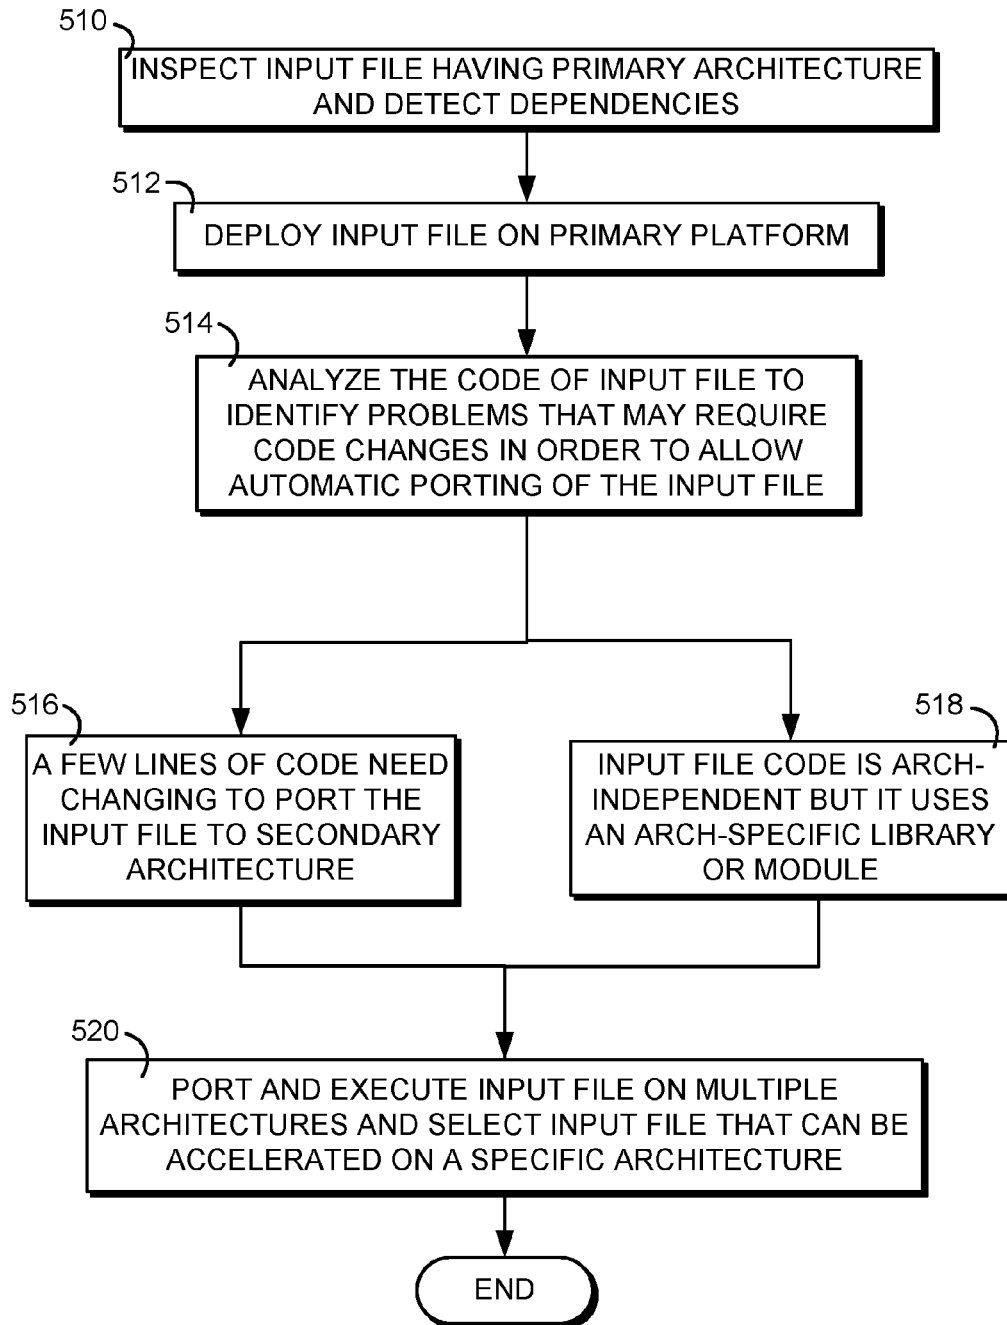 510
INSPECT INPUT FILE HAVING PRIMARY ARCHITECTURE
AND DETECT DEPENDENCIES
512
DEPLOY INPUT FILE ON PRIMARY PLATFORM
514
ANALYZE THE CODE OF INPUT FILE TO
IDENTIFY PROBLEMS THAT MAY REQUIRE
CODE CHANGES IN ORDER TO ALLOW
AUTOMATIC PORTING OF THE INPUT FILE
516
A FEW LINES OF CODE NEED
CHANGING TO PORT THE
INPUT FILE TO SECONDARY
ARCHITECTURE
518
INPUT FILE CODE IS ARCH-
INDEPENDENT BUT IT USES
AN ARCH-SPECIFIC LIBRARY
OR MODULE
520
PORT AND EXECUTE INPUT FILE ON MULTIPLE
ARCHITECTURES AND SELECT INPUT FILE THAT CAN BE
ACCELERATED ON A SPECIFIC ARCHITECTURE
END